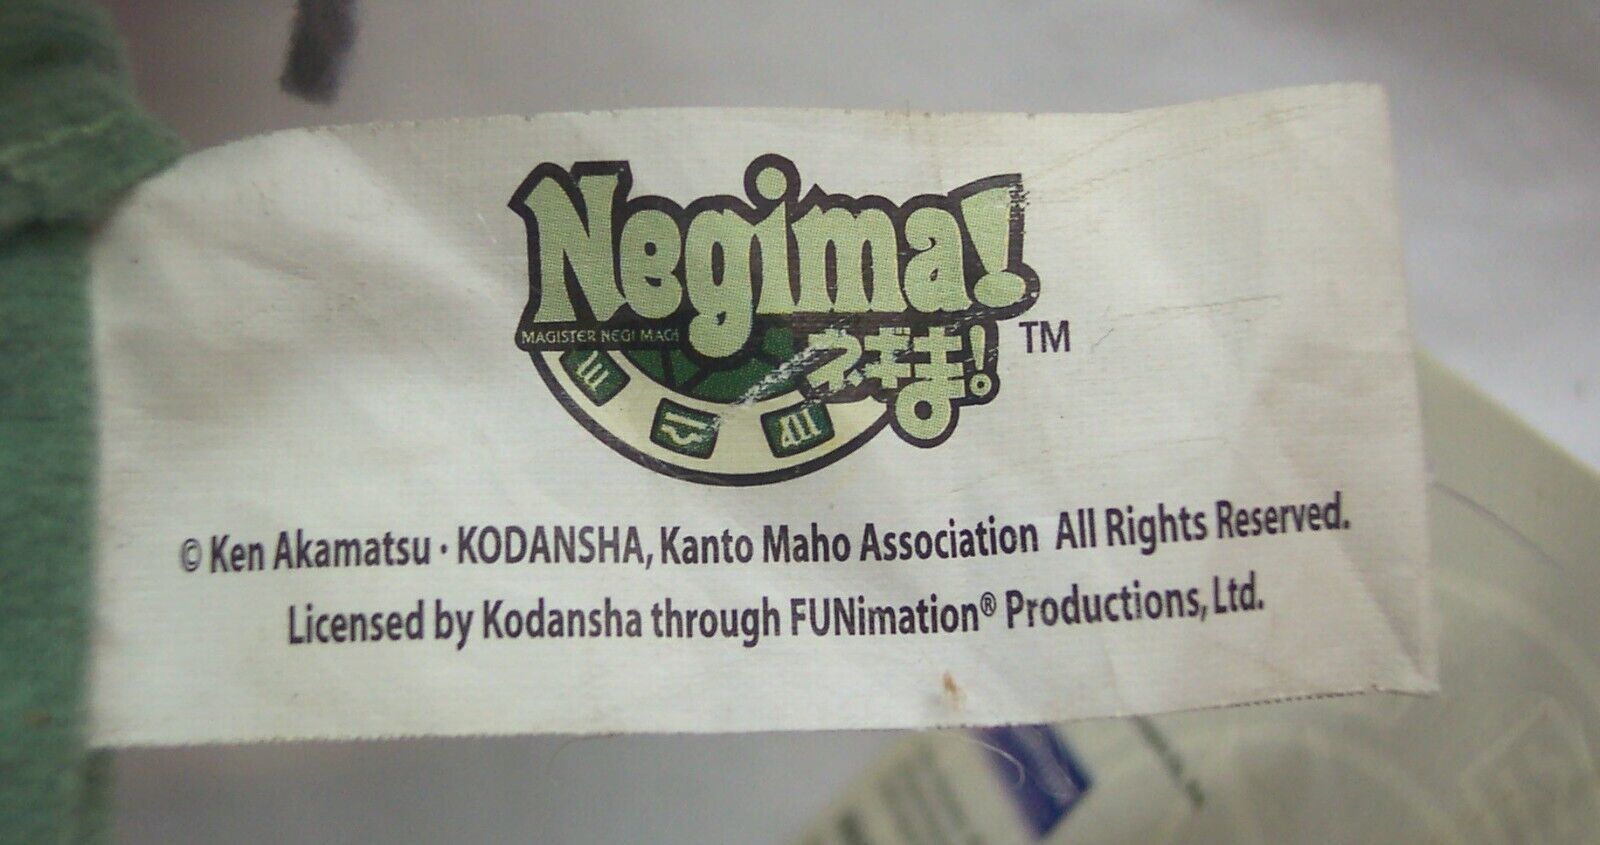 Negima!
MAGISTER NEGI MAGI
ネギま!
TM
© Ken Akamatsu · KODANSHA, Kanto Maho Association All Rights Reserved.
Licensed by Kodansha through FUNimation® Productions, Ltd.